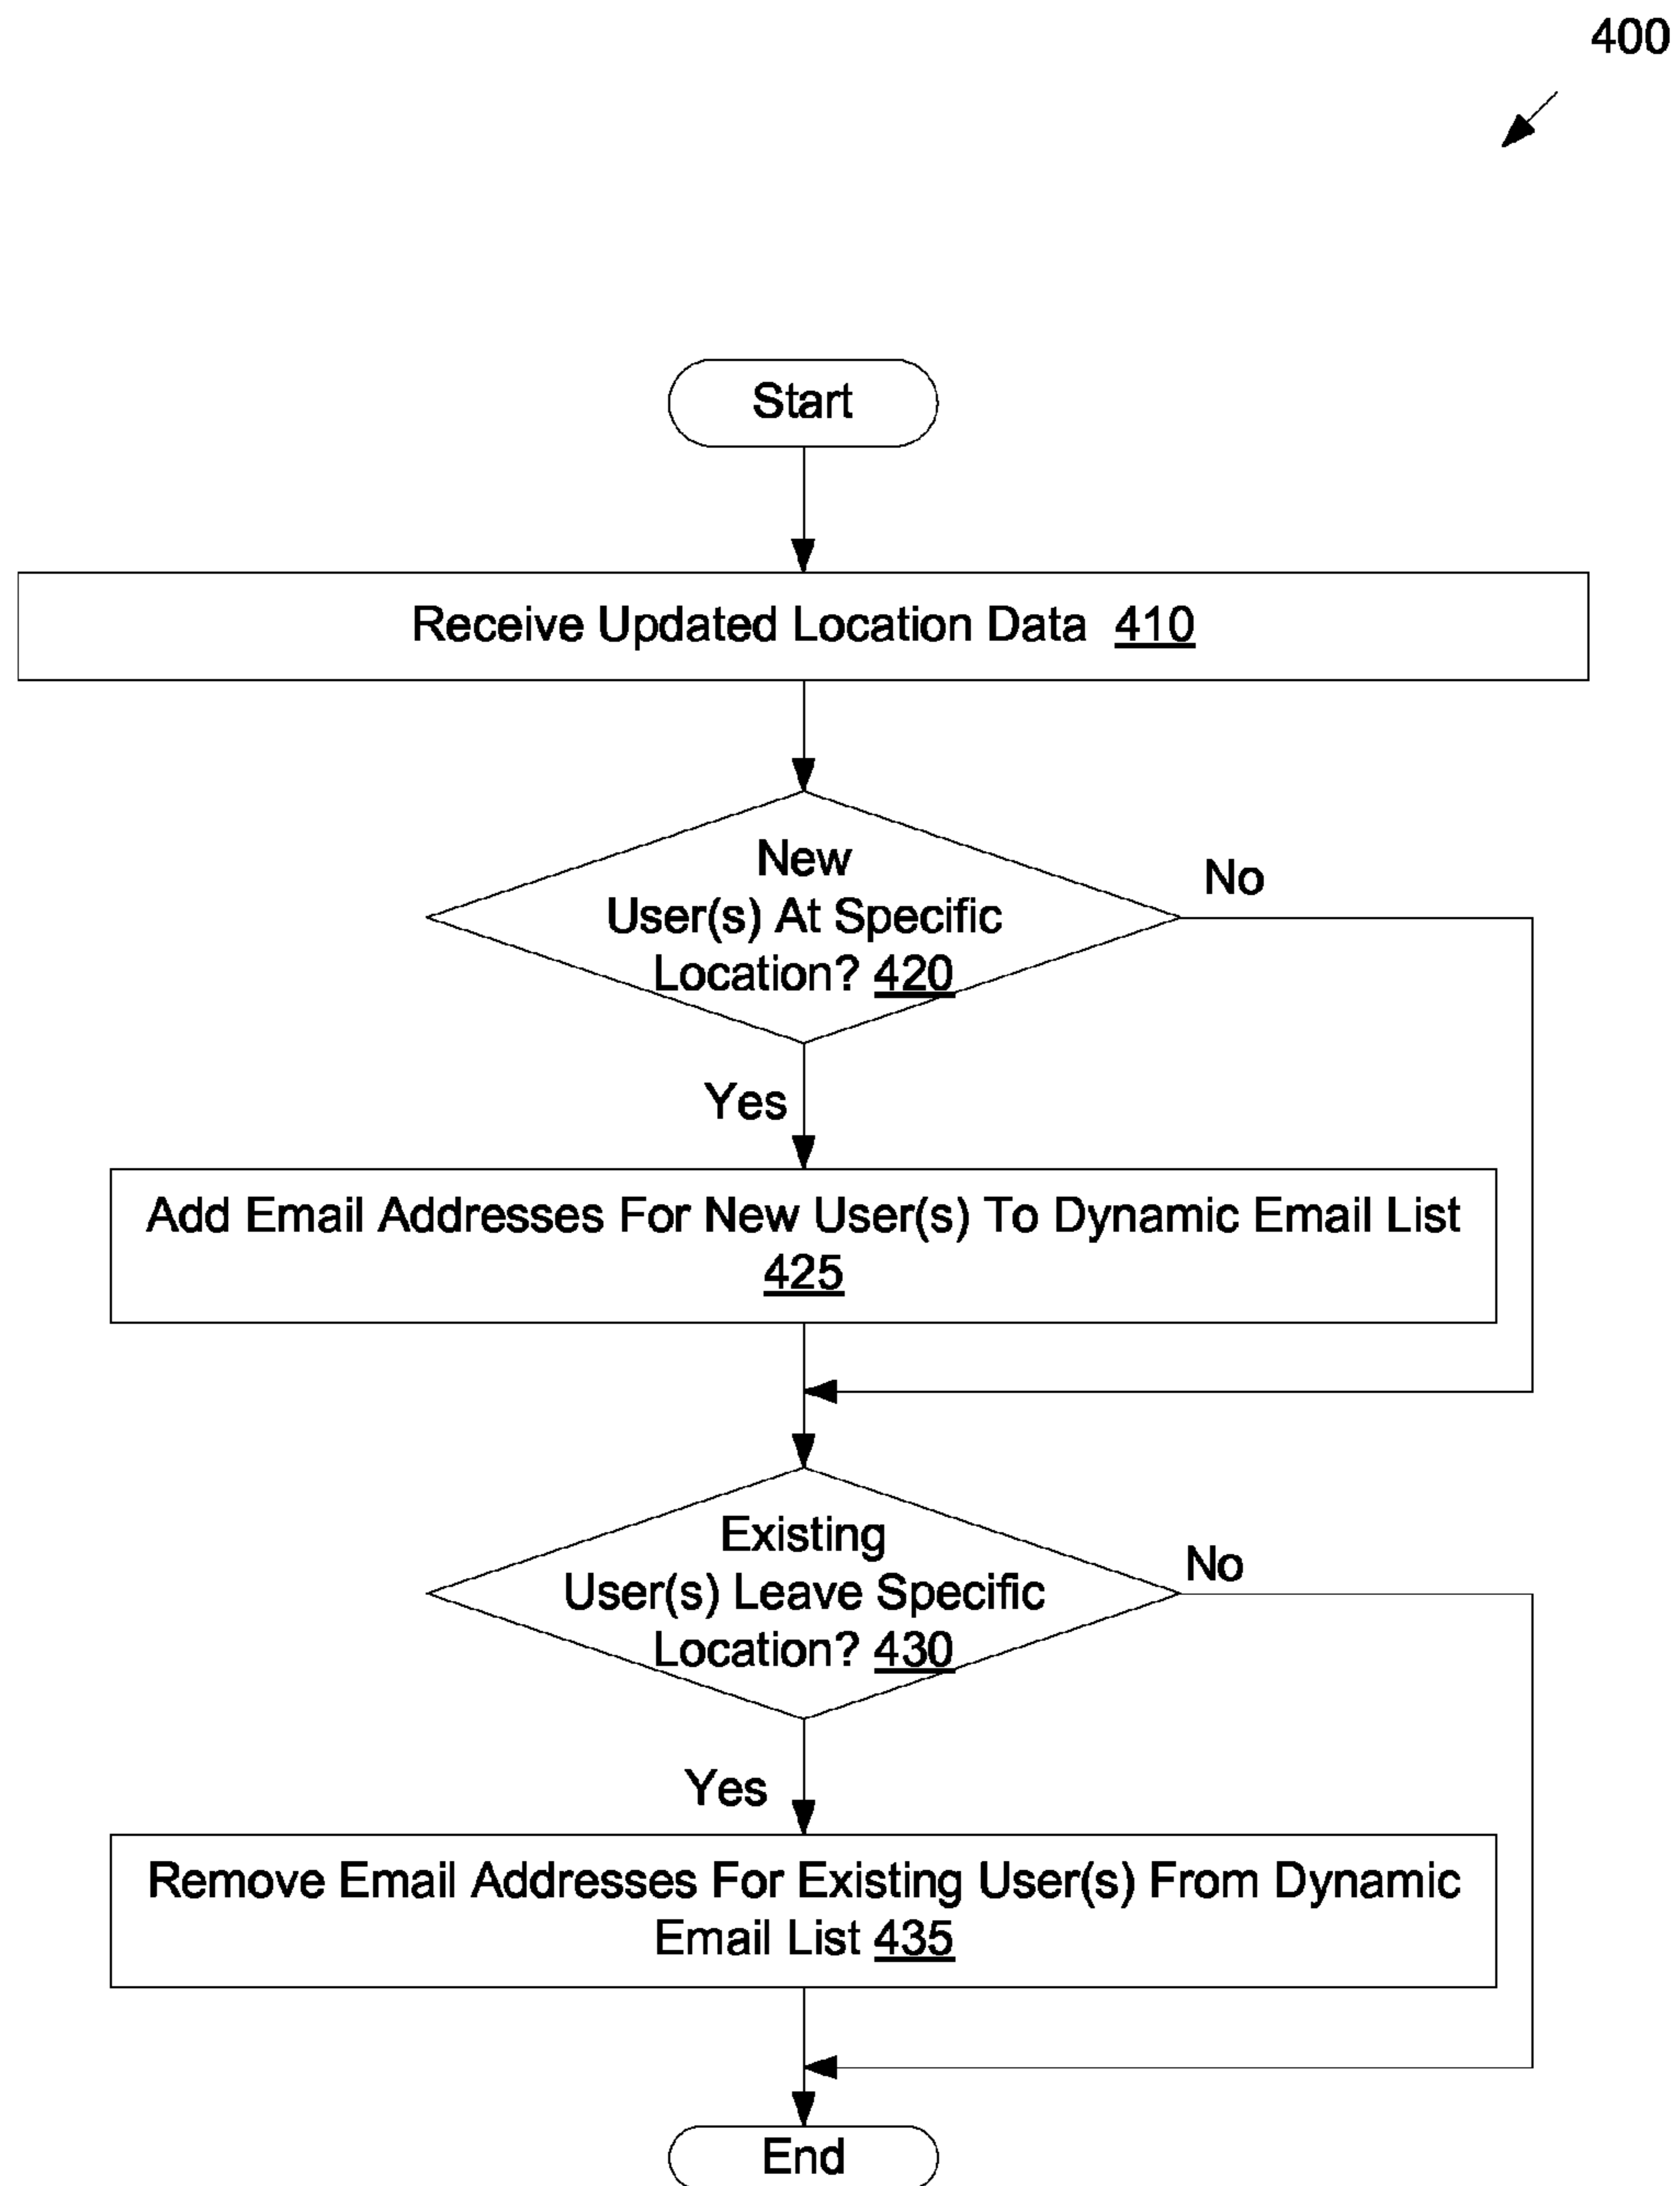 400
Start
Receive Updated Location Data 410
New
User(s) At Specific
Location? 420
No
Yes
Add Email Addresses For New User(s) To Dynamic Email List
425
Existing
User(s) Leave Specific
Location? 430
No
Yes
Remove Email Addresses For Existing User(s) From Dynamic
Email List 435
End